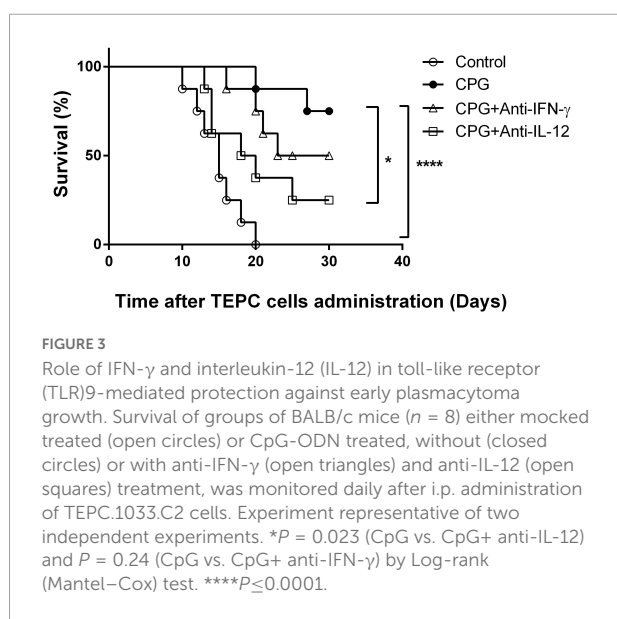 100
50
0
Survival (%)
0 10 20 30 40
Time after TEPC cells administration (Days)
Control
CPG
CPG+Anti-IFN-γ
CPG+Anti-IL-12
*
****
FIGURE 3
Role of IFN-γ and interleukin-12 (IL-12) in toll-like receptor
(TLR)9-mediated protection against early plasmacytoma
growth. Survival of groups of BALB/c mice (n = 8) either mocked
treated (open circles) or CpG-ODN treated, without (closed
circles) or with anti-IFN-γ (open triangles) and anti-IL-12 (open
squares) treatment, was monitored daily after i.p. administration
of TEPC.1033.C2 cells. Experiment representative of two
independent experiments. *P = 0.023 (CpG vs. CpG+ anti-IL-12)
and P = 0.24 (CpG vs. CpG+ anti-IFN-γ) by Log-rank
(Mantel–Cox) test. ****P≤0.0001.